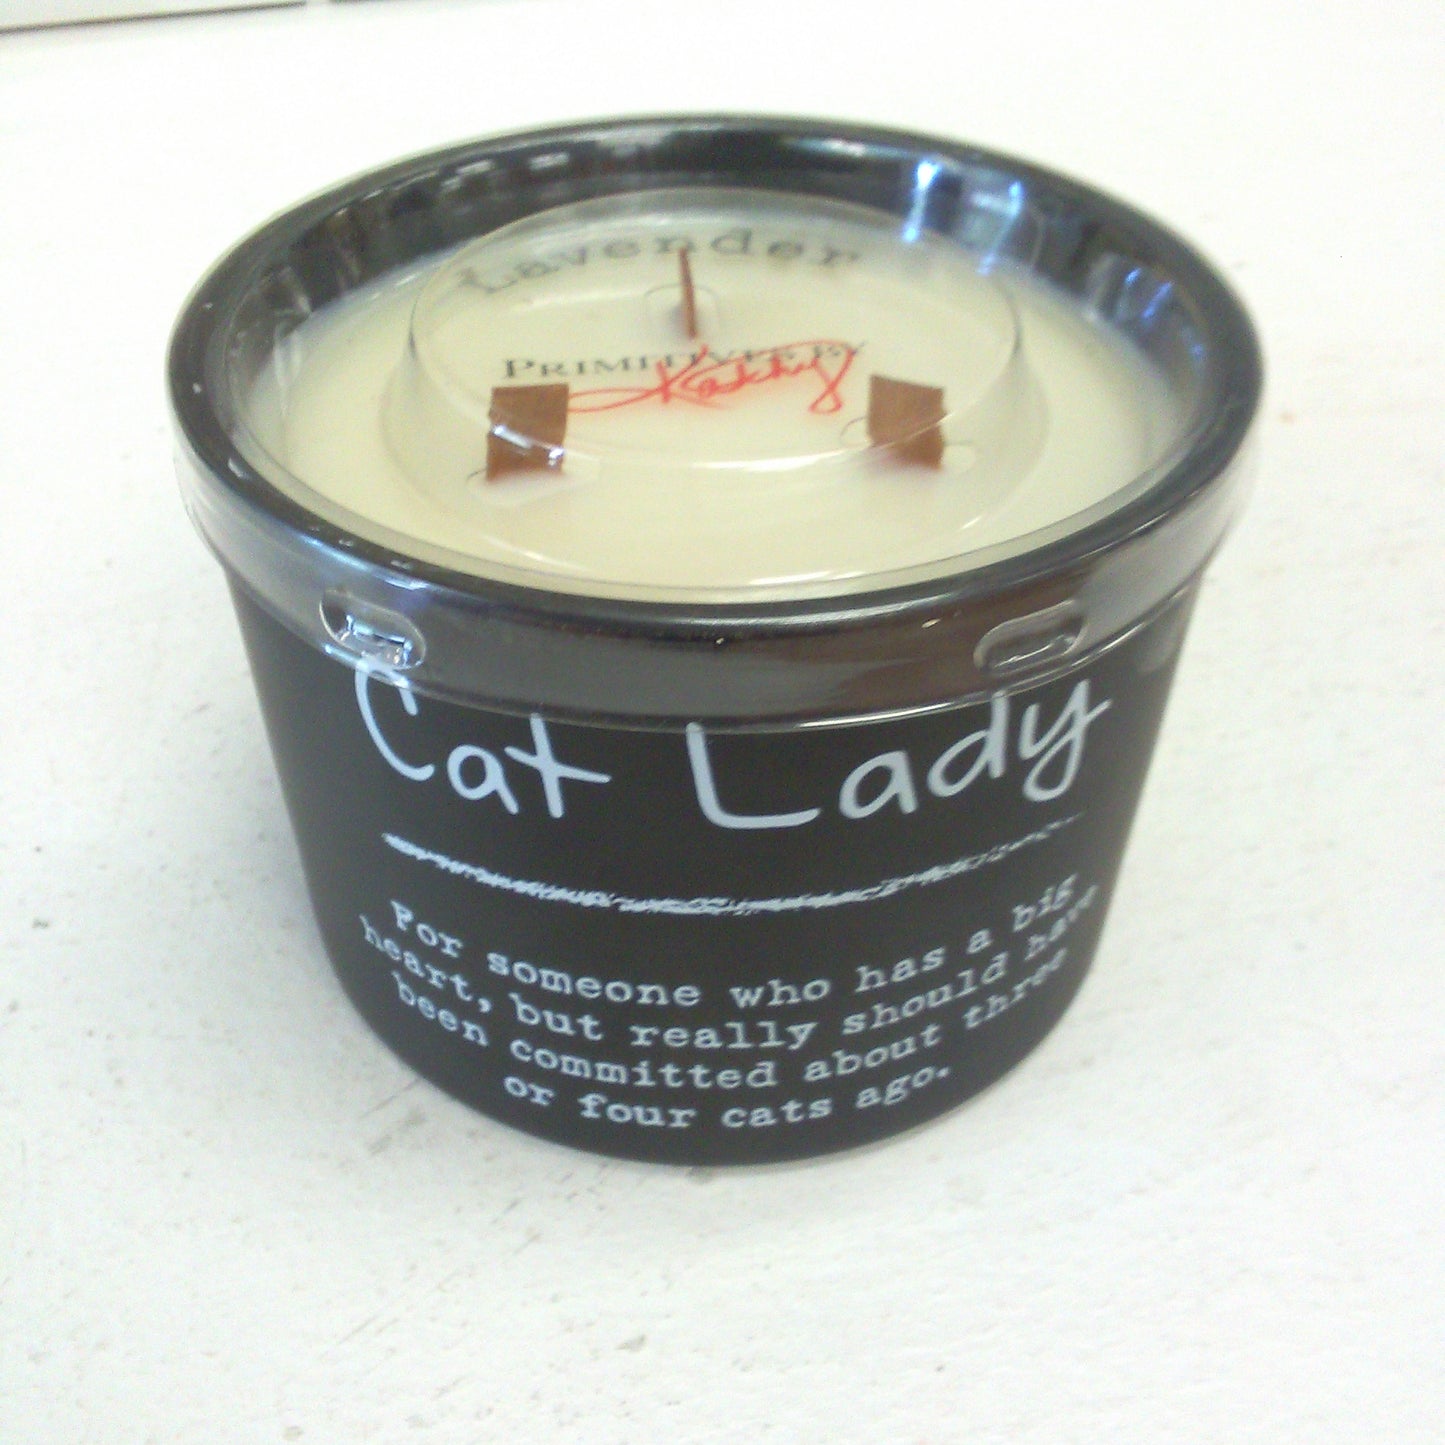 Lavender
PRIMITIVES BY
Kathy
Cat Lady
For someone who has a big
heart, but really should have
been committed about three
or four cats ago.